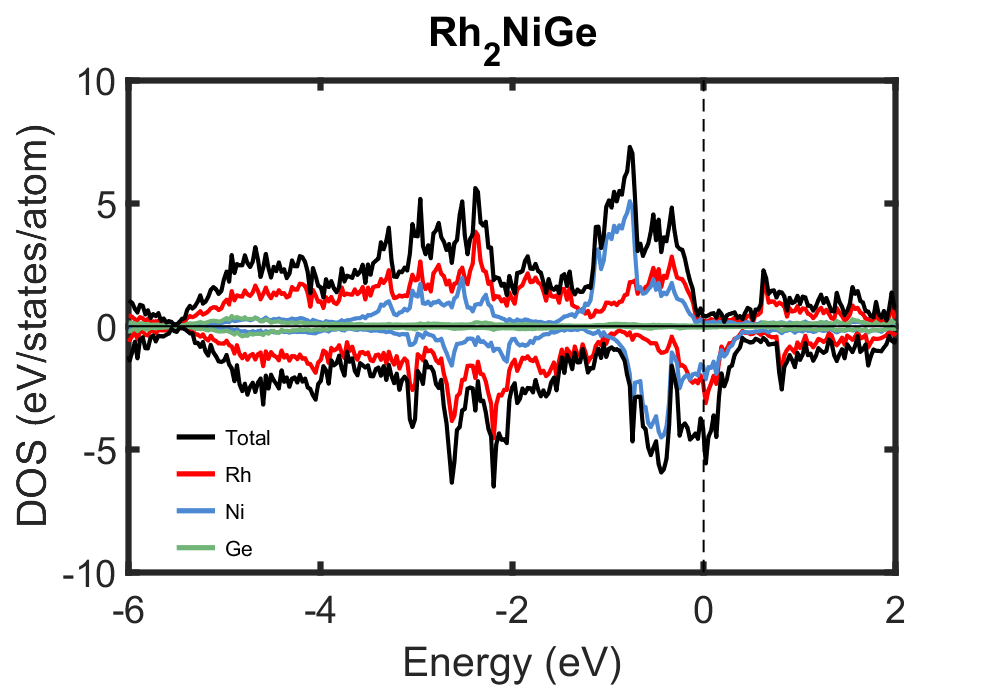 Rh₂NiGe
10
5
0
-5
-10
DOS (eV/states/atom)
Total
Rh
Ni
Ge
-6 -4 -2 0 2
Energy (eV)